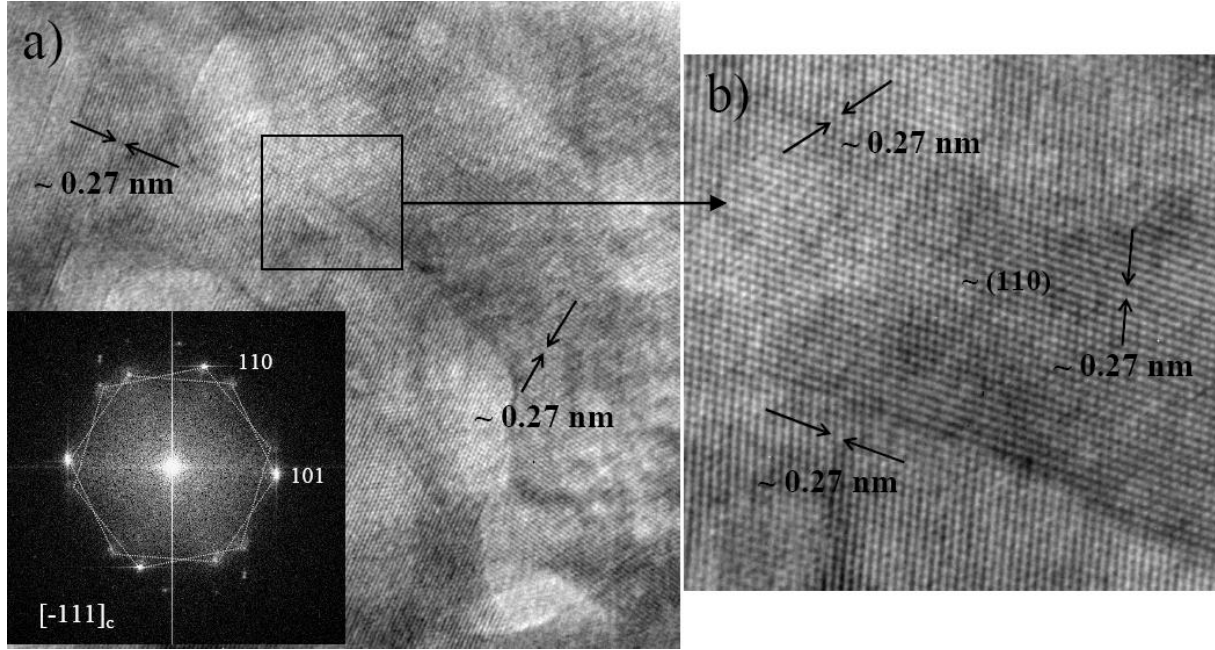 a)
~ 0.27 nm
~ 0.27 nm
110
101
[-111]c
b)
~ 0.27 nm
~ (110)
~ 0.27 nm
~ 0.27 nm